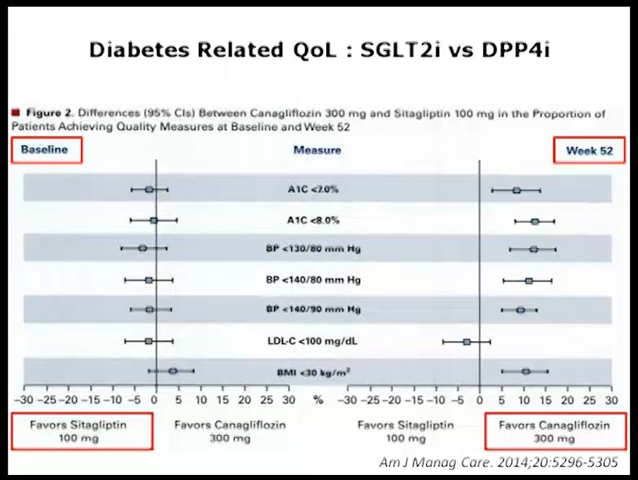 Diabetes Related QoL : SGLT2i vs DPP4i
Figure 2. Differences (95% CIs) Between Canagliflozin 300 mg and Sitagliptin 100 mg in the Proportion of
Patients Achieving Quality Measures at Baseline and Week 52
Baseline Measure Week 52
A1C <7.0%
A1C <8.0%
BP <130/80 mm Hg
BP <140/80 mm Hg
BP <140/90 mm Hg
LDL-C <100 mg/dL
BMI <30 kg/m²
−30 −25 −20 −15 −10 −5 0 5 10 15 20 25 30 % −30 −25 −20 −15 −10 −5 0 5 10 15 20 25 30
Favors Sitagliptin Favors Canagliflozin Favors Sitagliptin Favors Canagliflozin
100 mg 300 mg 100 mg 300 mg
Am J Manag Care. 2014;20:5296-5305